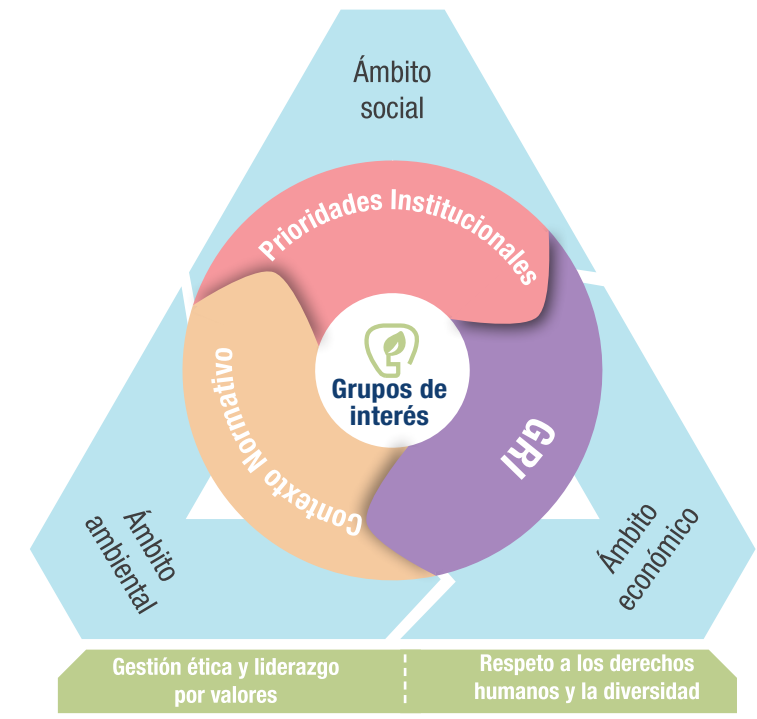 Ámbito
social
Prioridades Institucionales
Contexto Normativo
GRI
Grupos de
interés
Ámbito
ambiental
Ámbito
económico
Gestión ética y liderazgo
por valores
Respeto a los derechos
humanos y la diversidad